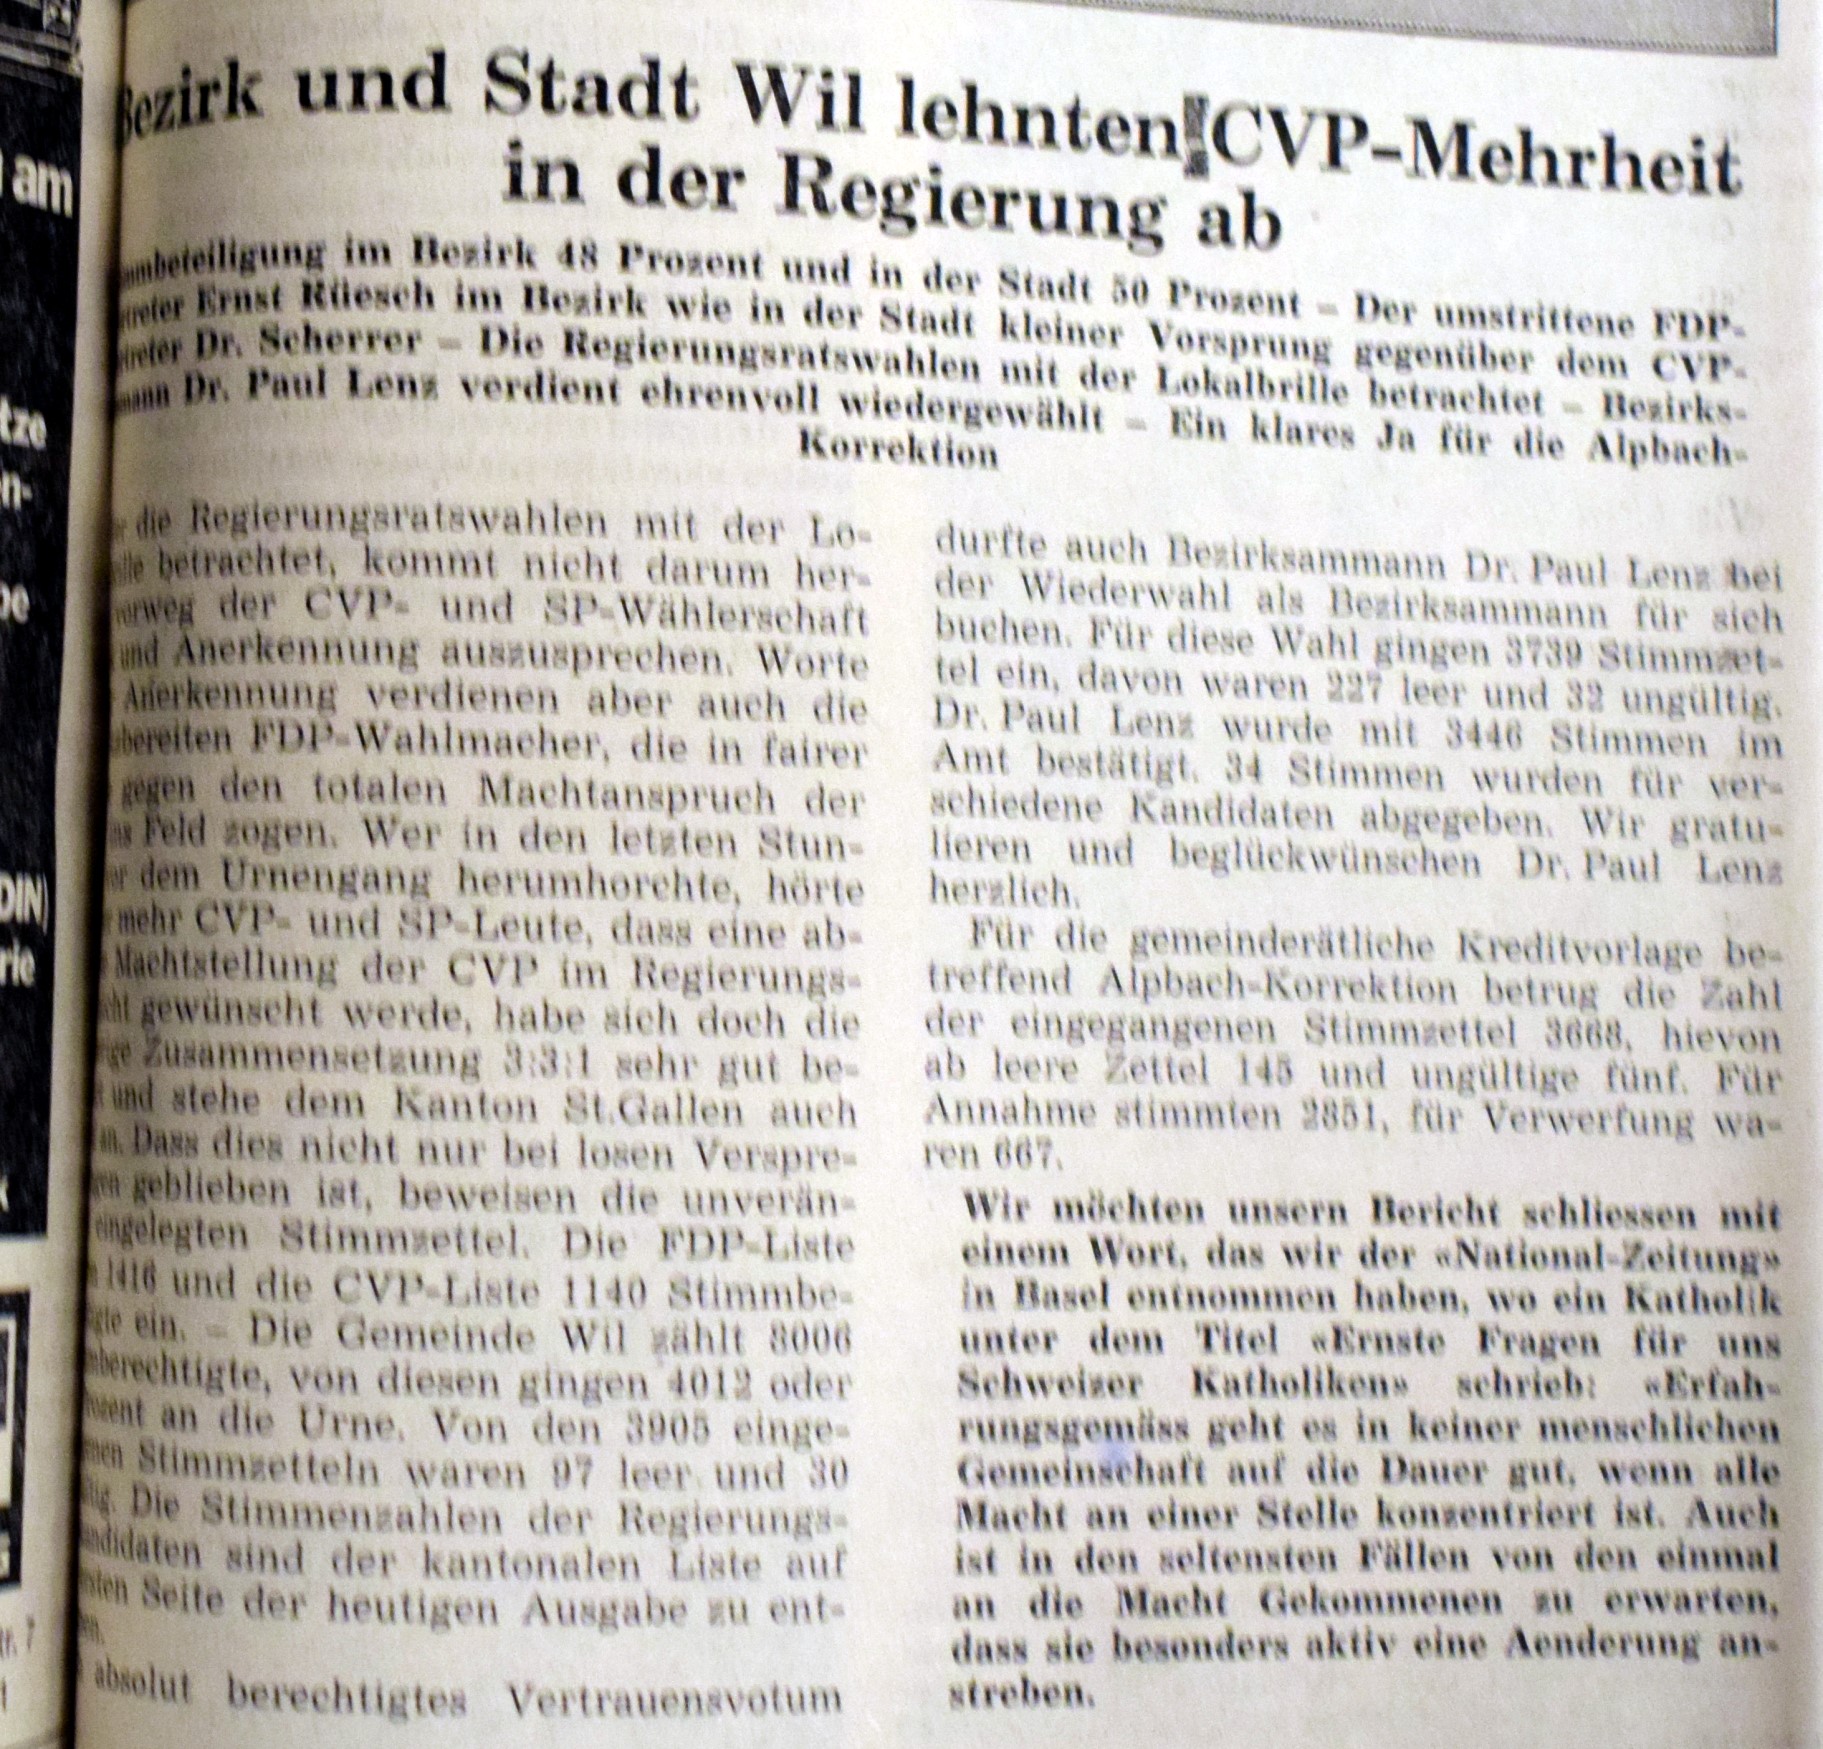 am
Bezirk und Stadt Wil lehnten CVP-Mehrheit
in der Regierung ab
mmbeteiligung im Bezirk 48 Prozent und in der Stadt 50 Prozent – Der umstrittene FDP-
treter Ernst Rüesch im Bezirk wie in der Stadt kleiner Vorsprung gegenüber dem CVP-
treter Dr. Scherrer – Die Regierungsratswahlen mit der Lokalbrille betrachtet – Bezirks-
mann Dr. Paul Lenz verdient ehrenvoll wiedergewählt – Ein klares Ja für die Alpbach-
Korrektion
die Regierungsratswahlen mit der Lo-
betrachtet, kommt nicht darum her-
vorweg der CVP- und SP-Wählerschaft
und Anerkennung auszusprechen. Worte
Anerkennung verdienen aber auch die
bereiten FDP-Wahlmacher, die in fairer
gegen den totalen Machtanspruch der
Feld zogen. Wer in den letzten Stun-
dem Urnengang herumhorchte, hörte
mehr CVP- und SP-Leute, dass eine ab-
Machtstellung der CVP im Regierungs-
gewünscht werde, habe sich doch die
Zusammensetzung 3:3:1 sehr gut be-
und stehe dem Kanton St.Gallen auch
an. Dass dies nicht nur bei losen Verspre-
geblieben ist, beweisen die unverän-
eingelegten Stimmzettel. Die FDP-Liste
1416 und die CVP-Liste 1140 Stimmbe-
ein. – Die Gemeinde Wil zählt 8006
berechtigte, von diesen gingen 4012 oder
an die Urne. Von den 3905 einge-
Stimmzetteln waren 97 leer und 30
Die Stimmenzahlen der Regierungs-
andidaten sind der kantonalen Liste auf
Seite der heutigen Ausgabe zu ent-
absolut berechtigtes Vertrauensvotum
durfte auch Bezirksammann Dr. Paul Lenz bei
der Wiederwahl als Bezirksammann für sich
buchen. Für diese Wahl gingen 3739 Stimmzet-
tel ein, davon waren 227 leer und 32 ungültig.
Dr. Paul Lenz wurde mit 3446 Stimmen im
Amt bestätigt. 34 Stimmen wurden für ver-
schiedene Kandidaten abgegeben. Wir gratu-
lieren und beglückwünschen Dr. Paul Lenz
herzlich.
Für die gemeinderätliche Kreditvorlage be-
treffend Alpbach-Korrektion betrug die Zahl
der eingegangenen Stimmzettel 3668, hievon
ab leere Zettel 145 und ungültige fünf. Für
Annahme stimmten 2851, für Verwerfung wa-
ren 667.
Wir möchten unsern Bericht schliessen mit
einem Wort, das wir der «National-Zeitung»
in Basel entnommen haben, wo ein Katholik
unter dem Titel «Ernste Fragen für uns
Schweizer Katholiken» schrieb: «Erfah-
rungsgemäss geht es in keiner menschlichen
Gemeinschaft auf die Dauer gut, wenn alle
Macht an einer Stelle konzentriert ist. Auch
ist in den seltensten Fällen von den einmal
an die Macht Gekommenen zu erwarten,
dass sie besonders aktiv eine Aenderung an-
streben.